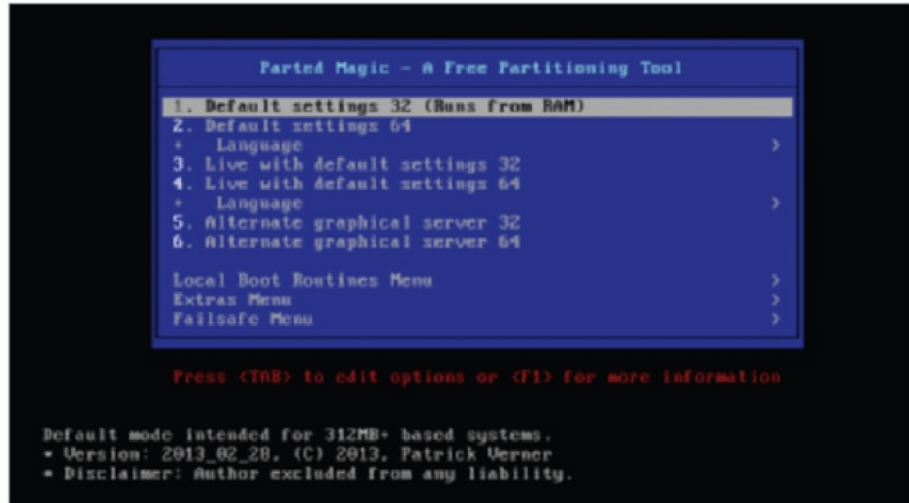 Parted Magic - A Free Partitioning Tool
1. Default settings 32 (Runs from RAM)
2. Default settings 64
+ Language >
3. Live with default settings 32
4. Live with default settings 64
+ Language >
5. Alternate graphical server 32
6. Alternate graphical server 64
Local Boot Routines Menu >
Extras Menu >
Failsafe Menu >
Press <TAB> to edit options or <F1> for more information
Default mode intended for 312MB+ based systems.
* Version: 2013_02_28, (C) 2013, Patrick Verner
* Disclaimer: Author excluded from any liability.